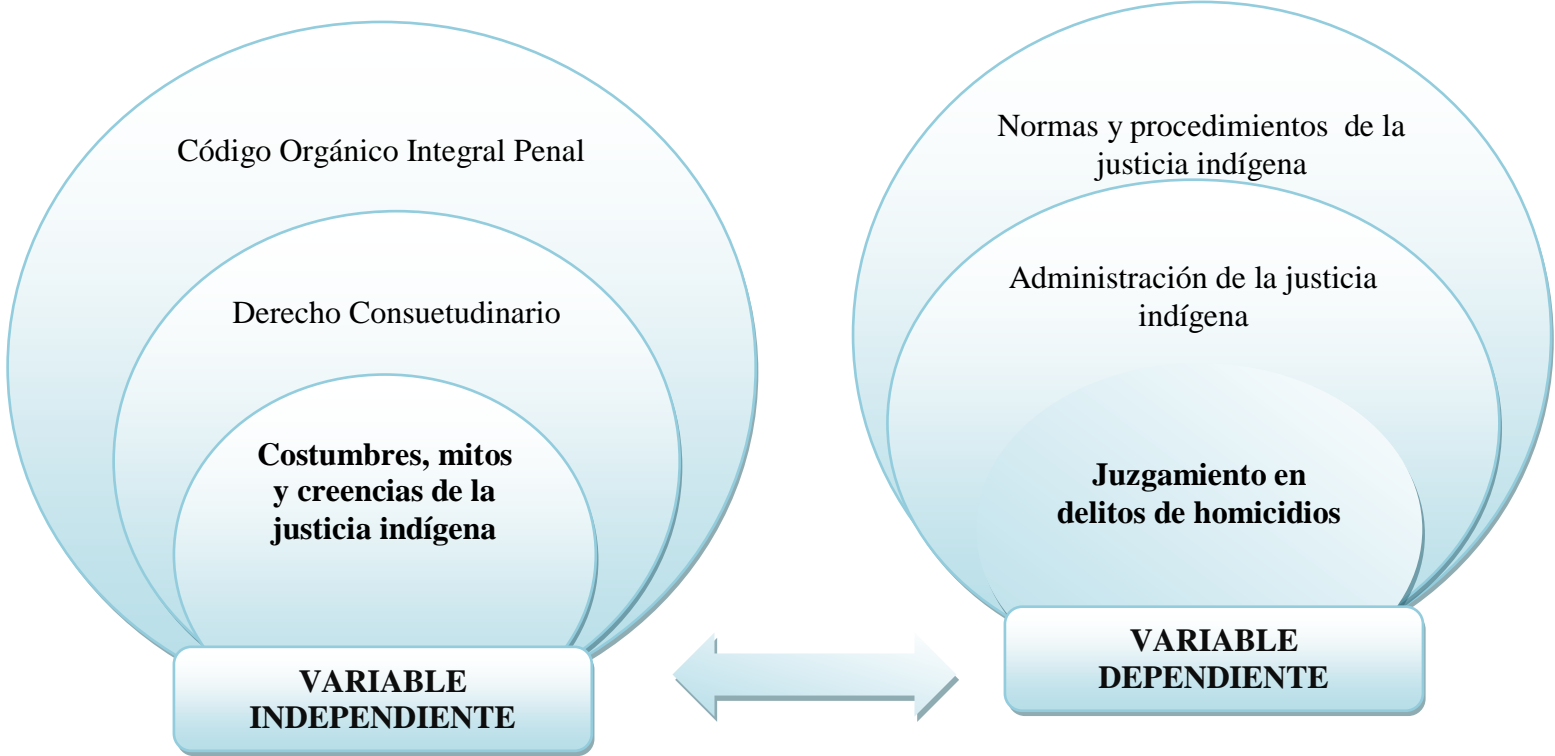 Código Orgánico Integral Penal
Derecho Consuetudinario
Costumbres, mitos
y creencias de la
justicia indígena
VARIABLE
INDEPENDIENTE
Normas y procedimientos de la
justicia indígena
Administración de la justicia
indígena
Juzgamiento en
delitos de homicidios
VARIABLE
DEPENDIENTE